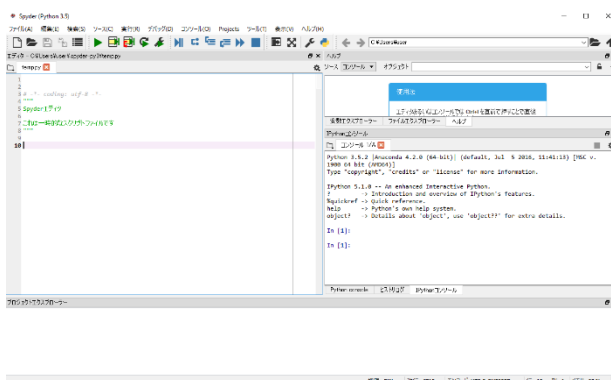 Spyder (Python 3.5)
ファイル(F) 編集(E) 検索(S) ソース(C) 実行(R) デバッグ(D) コンソール(O) Projects ツール(T) 表示(V) ヘルプ(H)
C:¥Users¥user
temp.py
ソース コンソール オブジェクト
1
2
3 # -*- coding: utf-8 -*-
4 """
5 Spyderエディタ
6
7 これは一時的なスクリプトファイルです
8 """
9
10
使用法
変数エクスプローラー ファイルエクスプローラー ヘルプ
IPythonコンソール
コンソール 1/A
Python 3.5.2 |Anaconda 4.2.0 (64-bit)| (default, Jul 5 2016, 11:41:13) [MSC v.
1900 64 bit (AMD64)]
Type "copyright", "credits" or "license" for more information.
IPython 5.1.0 -- An enhanced Interactive Python.
? -> Introduction and overview of IPython's features.
%quickref -> Quick reference.
help -> Python's own help system.
object? -> Details about 'object', use 'object??' for extra details.
In [1]:
In [1]:
Python console ヒストリログ IPythonコンソール
プロジェクトエクスプローラー